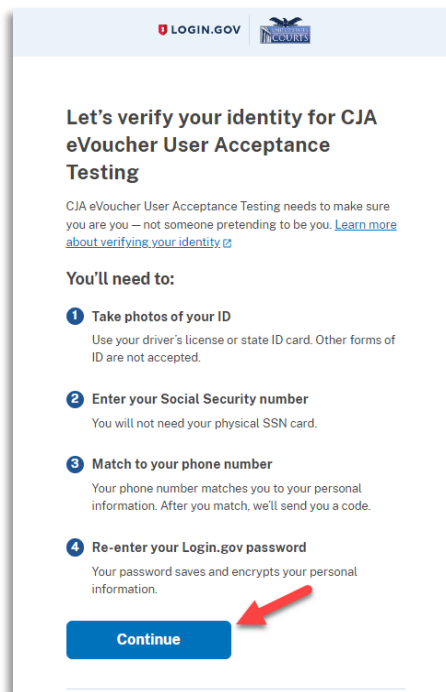 LOGIN.GOV
UNITED STATES
COURTS
Let's verify your identity for CJA
eVoucher User Acceptance
Testing
CJA eVoucher User Acceptance Testing needs to make sure
you are you — not someone pretending to be you. Learn more
about verifying your identity
You'll need to:
1 Take photos of your ID
Use your driver's license or state ID card. Other forms of
ID are not accepted.
2 Enter your Social Security number
You will not need your physical SSN card.
3 Match to your phone number
Your phone number matches you to your personal
information. After you match, we'll send you a code.
4 Re-enter your Login.gov password
Your password saves and encrypts your personal
information.
Continue